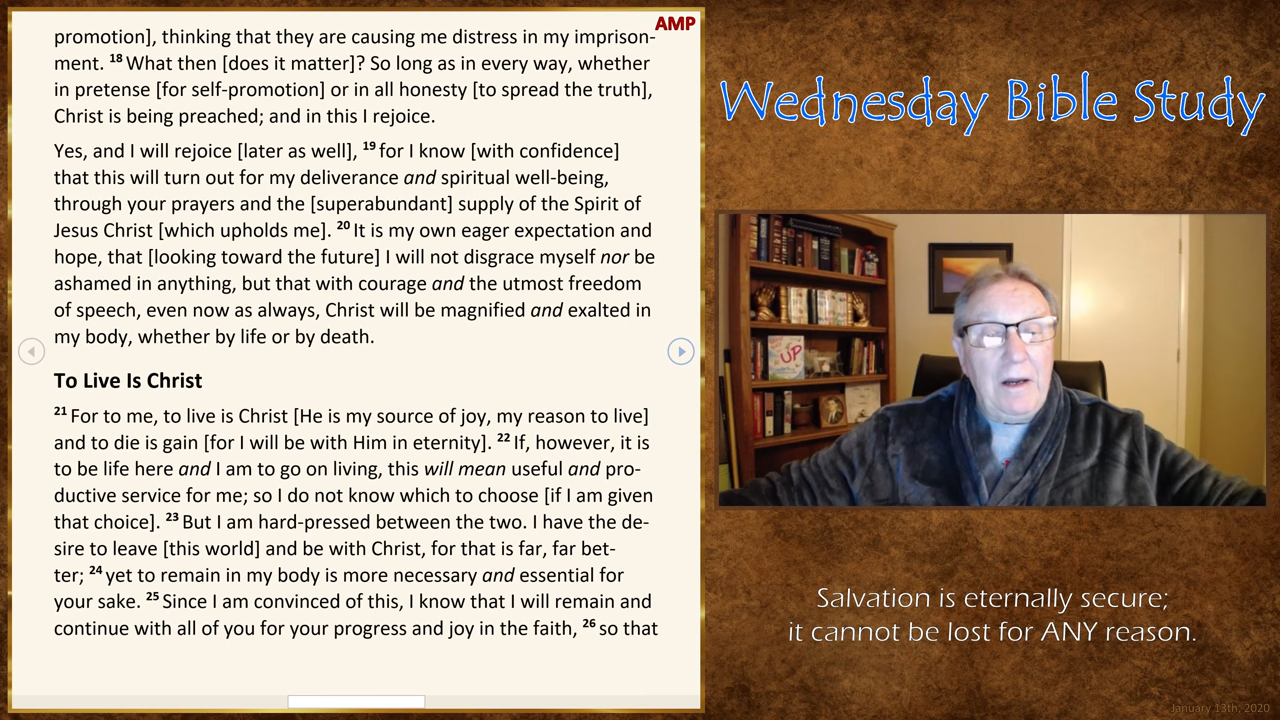 AMP
promotion], thinking that they are causing me distress in my imprison-
ment. 18 What then [does it matter]? So long as in every way, whether
in pretense [for self-promotion] or in all honesty [to spread the truth],
Christ is being preached; and in this I rejoice.
Yes, and I will rejoice [later as well], 19 for I know [with confidence]
that this will turn out for my deliverance and spiritual well-being,
through your prayers and the [superabundant] supply of the Spirit of
Jesus Christ [which upholds me]. 20 It is my own eager expectation and
hope, that [looking toward the future] I will not disgrace myself nor be
ashamed in anything, but that with courage and the utmost freedom
of speech, even now as always, Christ will be magnified and exalted in
my body, whether by life or by death.
To Live Is Christ
21 For to me, to live is Christ [He is my source of joy, my reason to live]
and to die is gain [for I will be with Him in eternity]. 22 If, however, it is
to be life here and I am to go on living, this will mean useful and pro-
ductive service for me; so I do not know which to choose [if I am given
that choice]. 23 But I am hard-pressed between the two. I have the de-
sire to leave [this world] and be with Christ, for that is far, far bet-
ter; 24 yet to remain in my body is more necessary and essential for
your sake. 25 Since I am convinced of this, I know that I will remain and
continue with all of you for your progress and joy in the faith, 26 so that
Wednesday Bible Study
UP
Salvation is eternally secure;
it cannot be lost for ANY reason.
January 13th, 2020